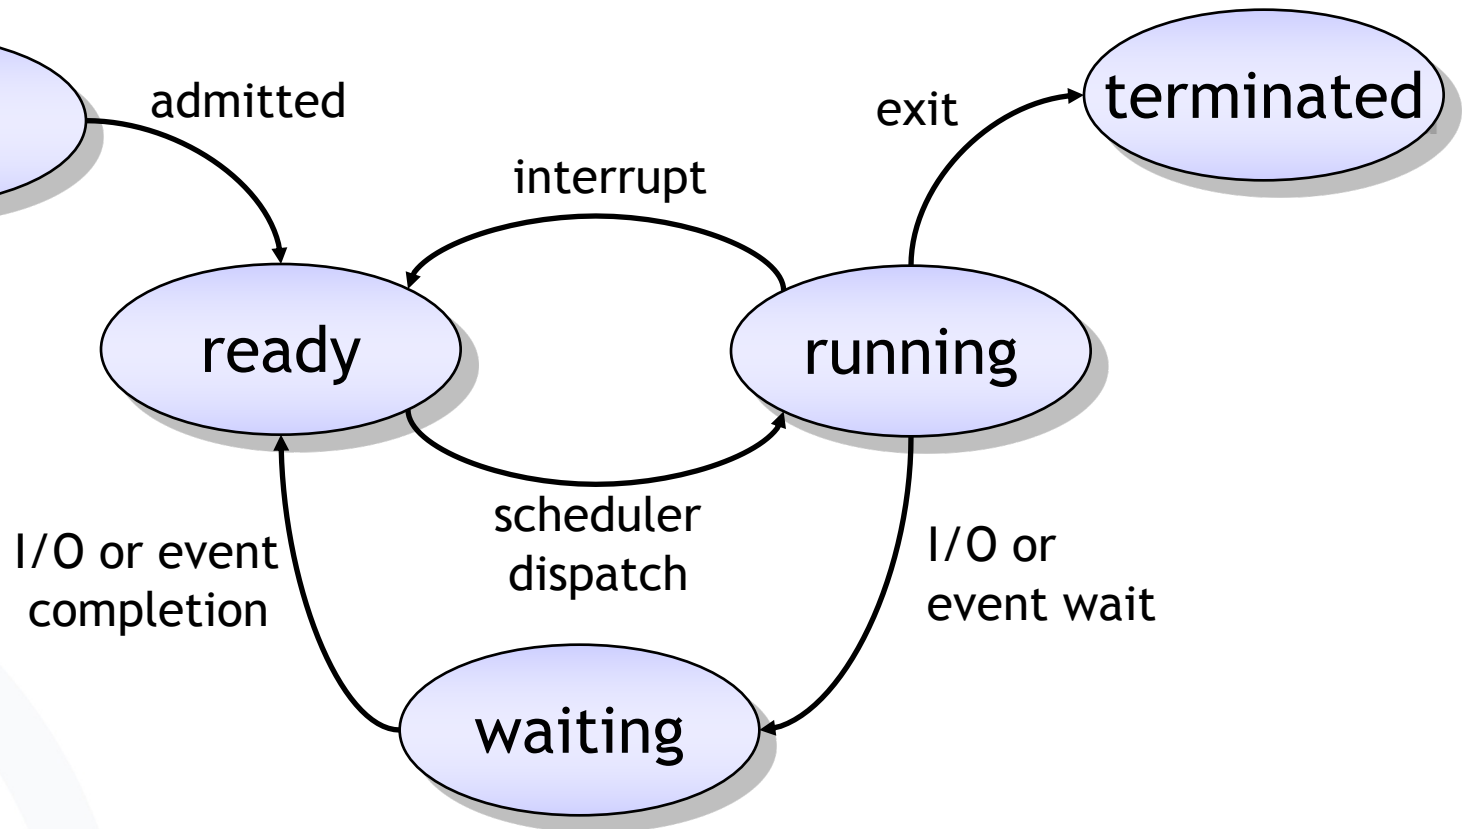 admitted
exit
terminated
interrupt
ready
running
scheduler
dispatch
I/O or event
completion
I/O or
event wait
waiting